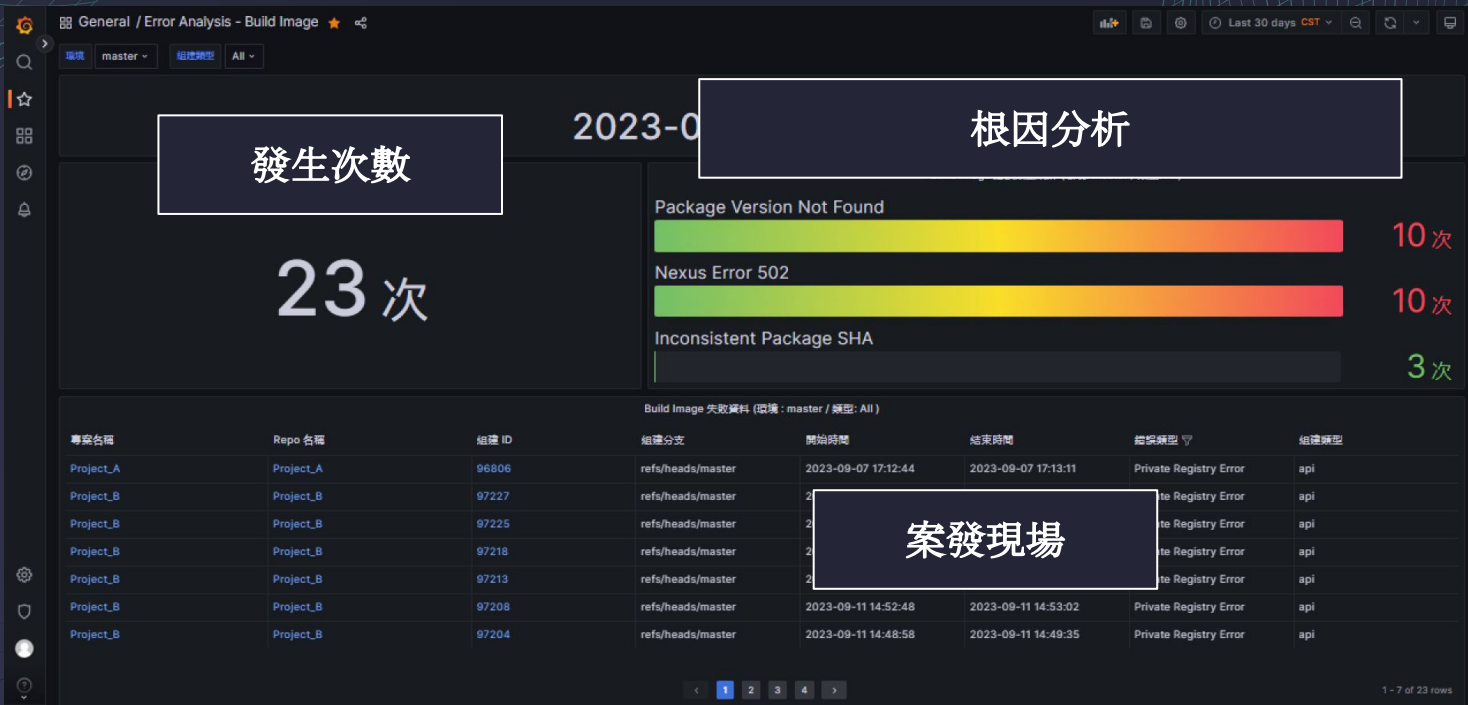 General / Error Analysis - Build Image
Last 30 days CST
環境 master 組建類型 All
2023-0
根因分析
發生次數
23 次
Package Version Not Found
10 次
Nexus Error 502
10 次
Inconsistent Package SHA
3 次
Build Image 失敗資料 (環境 : master / 類型: All )
專案名稱 Repo 名稱 組建 ID 組建分支 開始時間 結束時間 錯誤類型 組建類型
Project_A Project_A 96806 refs/heads/master 2023-09-07 17:12:44 2023-09-07 17:13:11 Private Registry Error api
Project_B Project_B 97227 refs/heads/master 2 te Registry Error api
Project_B Project_B 97225 refs/heads/master 2 te Registry Error api
案發現場
Project_B Project_B 97218 refs/heads/master 2 te Registry Error api
Project_B Project_B 97213 refs/heads/master 2 te Registry Error api
Project_B Project_B 97208 refs/heads/master 2023-09-11 14:52:48 2023-09-11 14:53:02 Private Registry Error api
Project_B Project_B 97204 refs/heads/master 2023-09-11 14:48:58 2023-09-11 14:49:35 Private Registry Error api
‹ 1 2 3 4 ›
1 - 7 of 23 rows